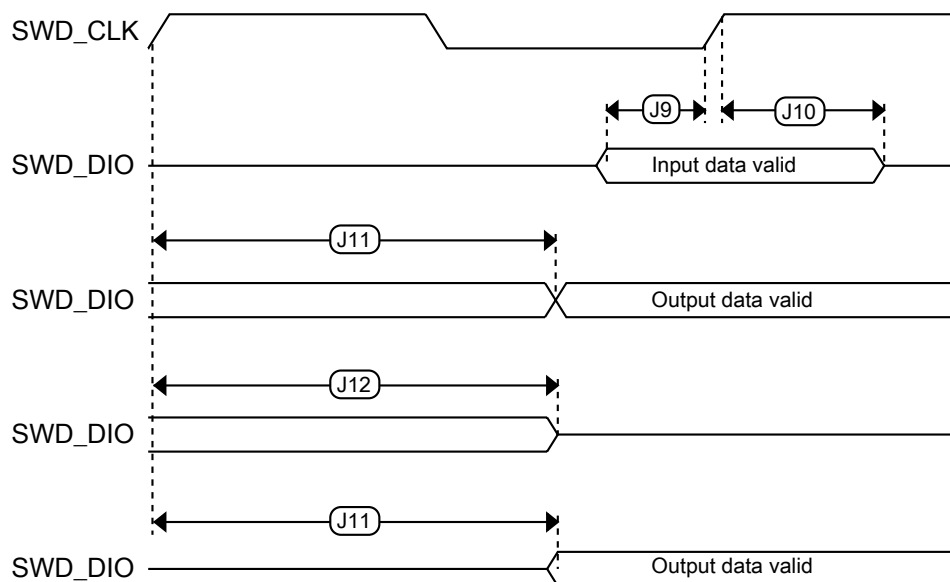 SWD_CLK
J9
J10
SWD_DIO
Input data valid
J11
SWD_DIO
Output data valid
J12
SWD_DIO
J11
SWD_DIO
Output data valid